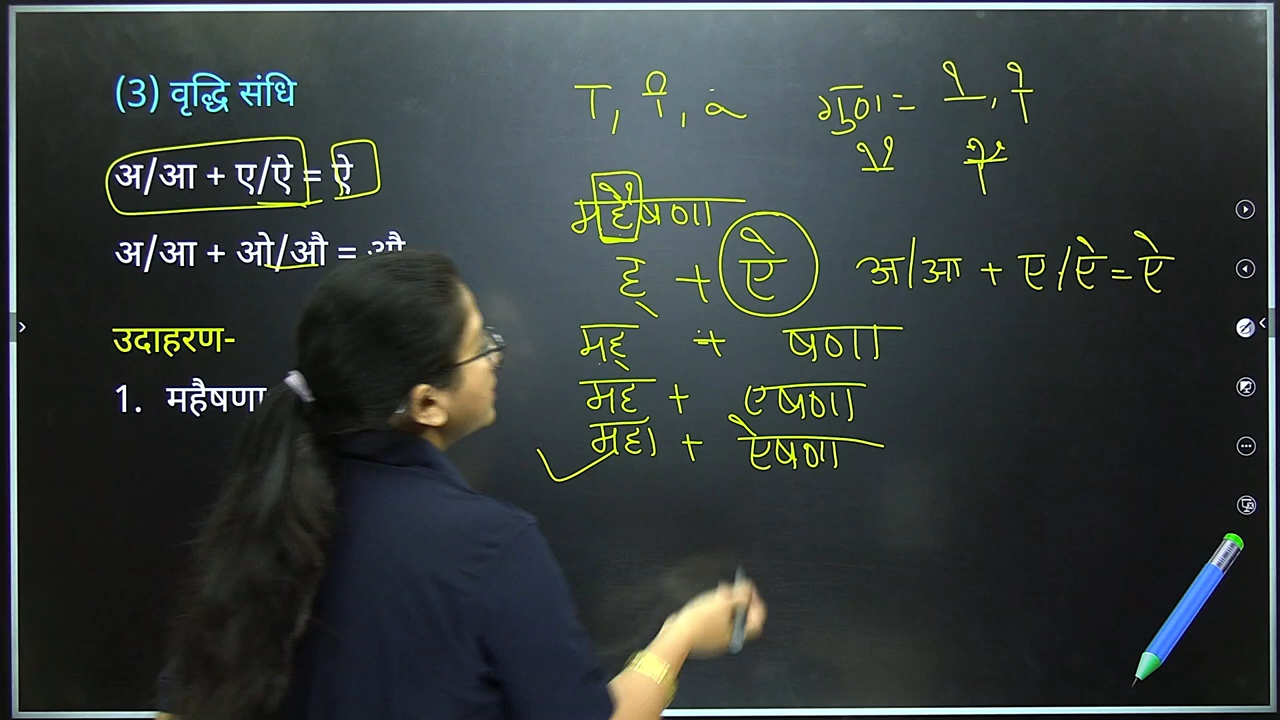 (3) वृद्धि संधि
अ/आ + ए/ऐ = ऐ
अ/आ + ओ/औ = औ
उदाहरण-
1. महैषणा
गुण =
महैषणा
ह् + ऐ
अ/आ + ए/ऐ = ऐ
मह् + षणा
मह + एषणा
महा + ऐषणा